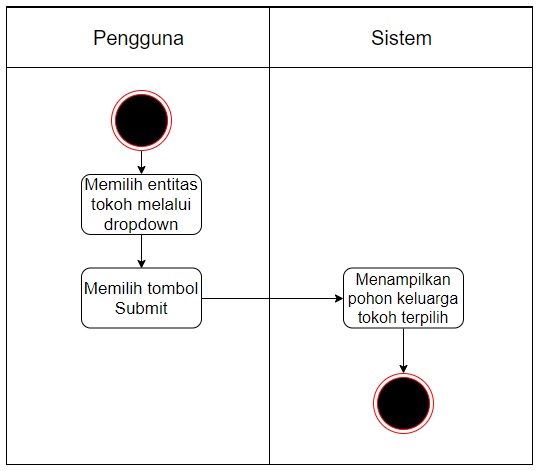 Pengguna
Sistem
Memilih entitas
tokoh melalui
dropdown
Memilih tombol
Submit
Menampilkan
pohon keluarga
tokoh terpilih